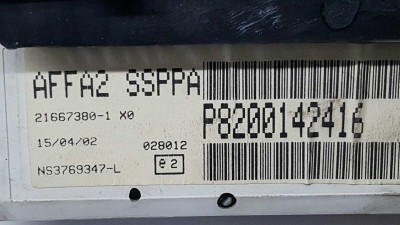 AFFA2 SSPPA
21667380-1 X0
P8200142416
15/04/02 028012
NS3769347-L e2